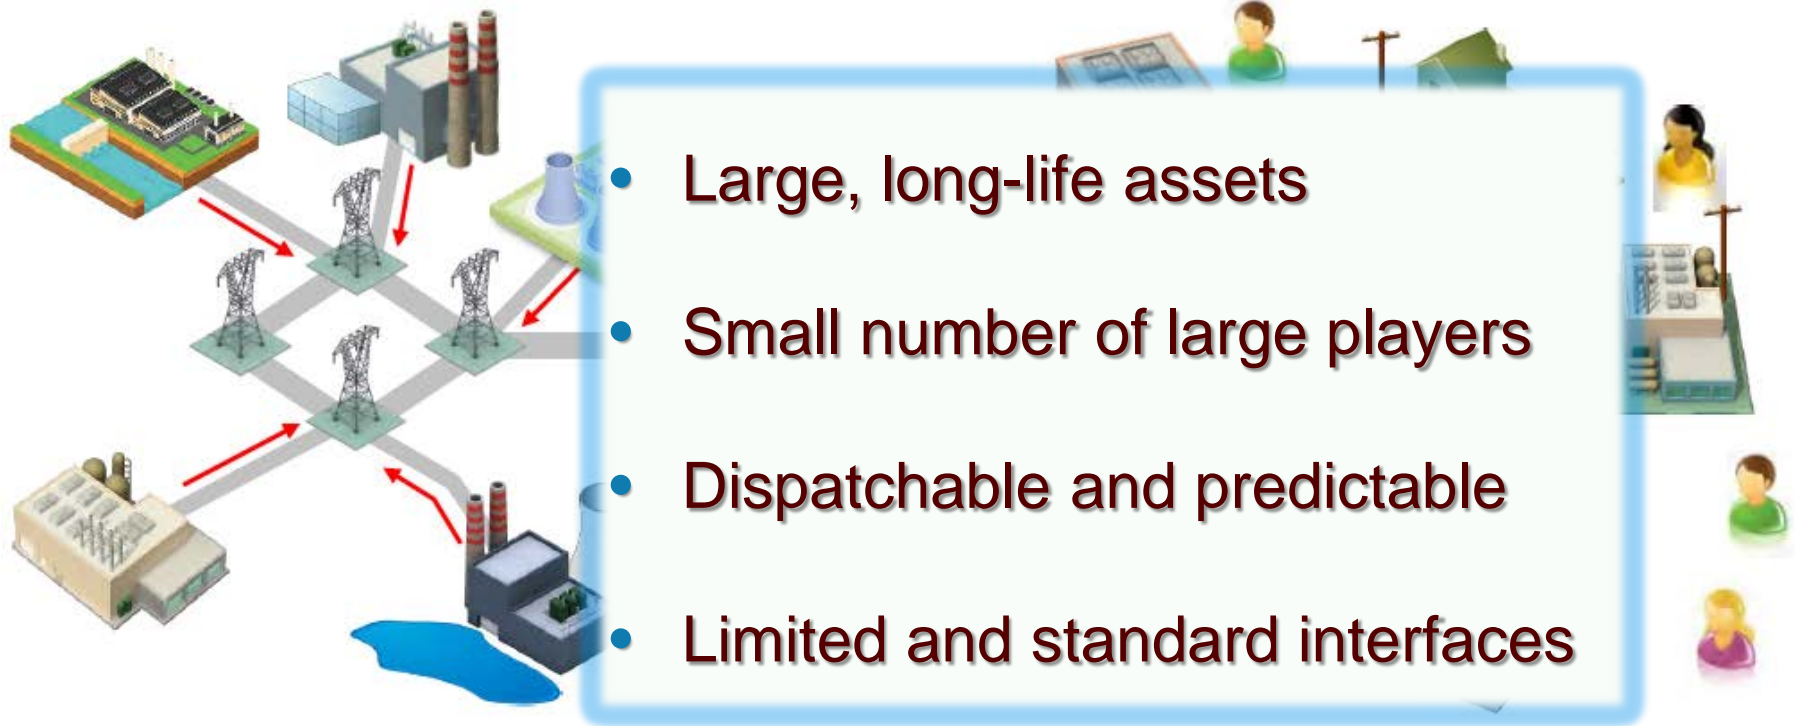 • Large, long-life assets
• Small number of large players
• Dispatchable and predictable
• Limited and standard interfaces